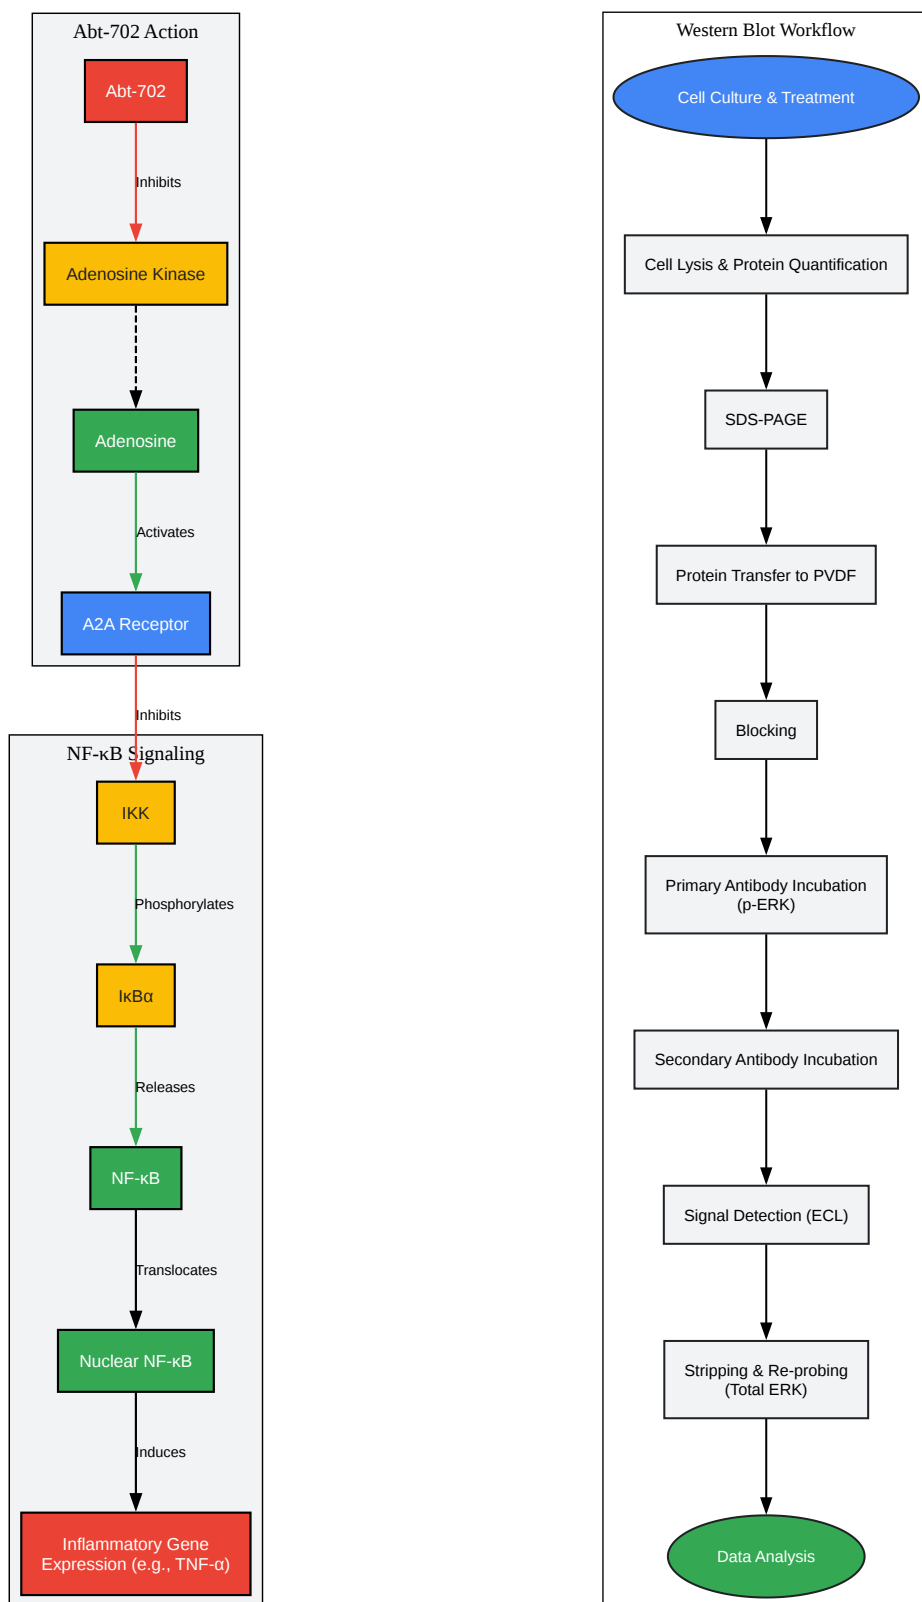 Abt-702 Action
Abt-702
Inhibits
Adenosine Kinase
Adenosine
Activates
A2A Receptor
Inhibits
NF-κB Signaling
IKK
Phosphorylates
IκBα
Releases
NF-κB
Translocates
Nuclear NF-κB
Induces
Inflammatory Gene
Expression (e.g., TNF-α)
Western Blot Workflow
Cell Culture & Treatment
Cell Lysis & Protein Quantification
SDS-PAGE
Protein Transfer to PVDF
Blocking
Primary Antibody Incubation
(p-ERK)
Secondary Antibody Incubation
Signal Detection (ECL)
Stripping & Re-probing
(Total ERK)
Data Analysis